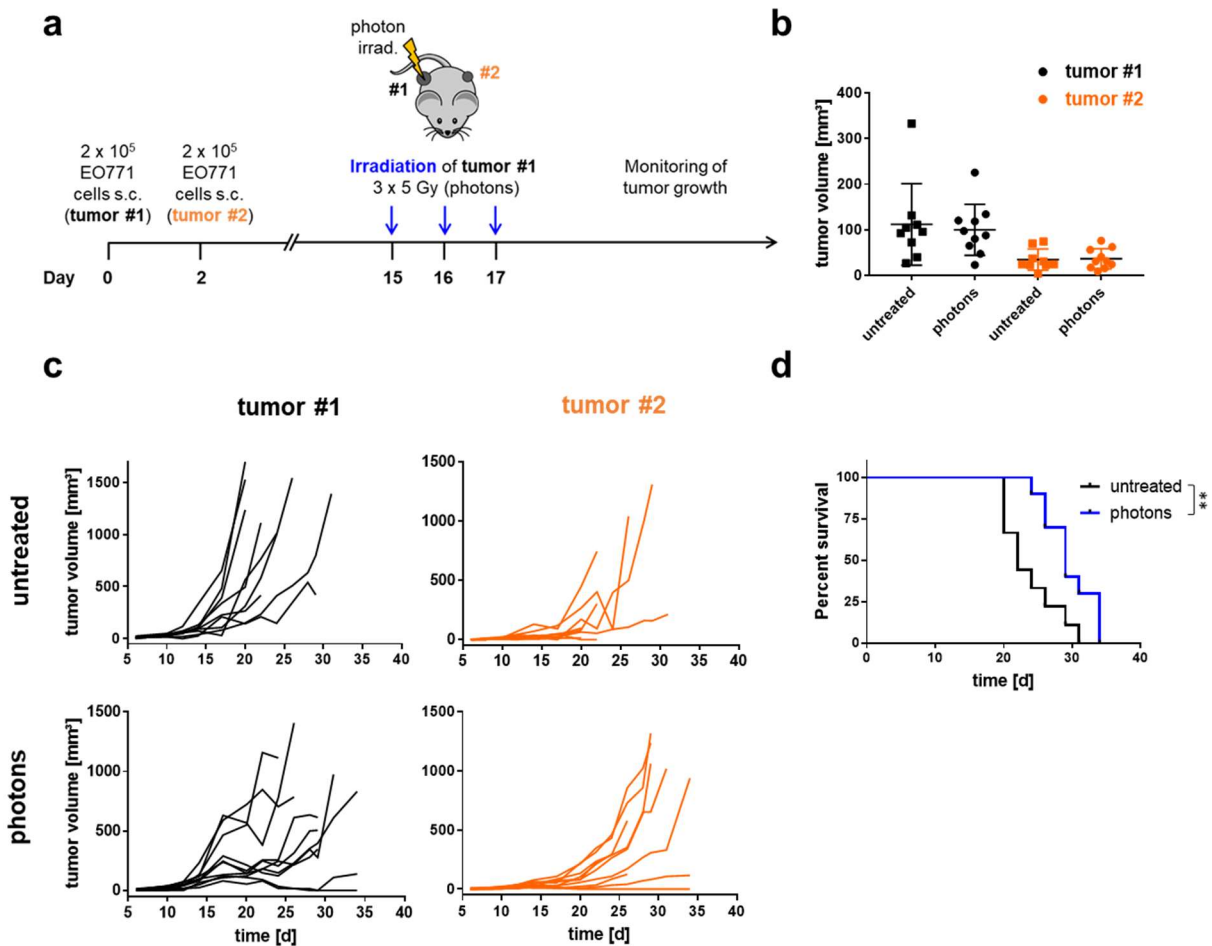 a
photon
irrad.
#1
#2
2 x 10⁵
EO771
cells s.c.
(tumor #1)
2 x 10⁵
EO771
cells s.c.
(tumor #2)
Irradiation of tumor #1
3 x 5 Gy (photons)
Monitoring of
tumor growth
Day
0
2
15
16
17
b
tumor #1
tumor #2
tumor volume [mm³]
400
300
200
100
0
untreated
photons
untreated
photons
c
tumor #1
tumor #2
untreated
tumor volume [mm³]
1500
1000
500
0
5 10 15 20 25 30 35 40
1500
1000
500
0
5 10 15 20 25 30 35 40
photons
tumor volume [mm³]
1500
1000
500
0
5 10 15 20 25 30 35 40
time [d]
1500
1000
500
0
5 10 15 20 25 30 35 40
time [d]
d
Percent survival
100
75
50
25
0
0 10 20 30 40
time [d]
untreated
photons
**